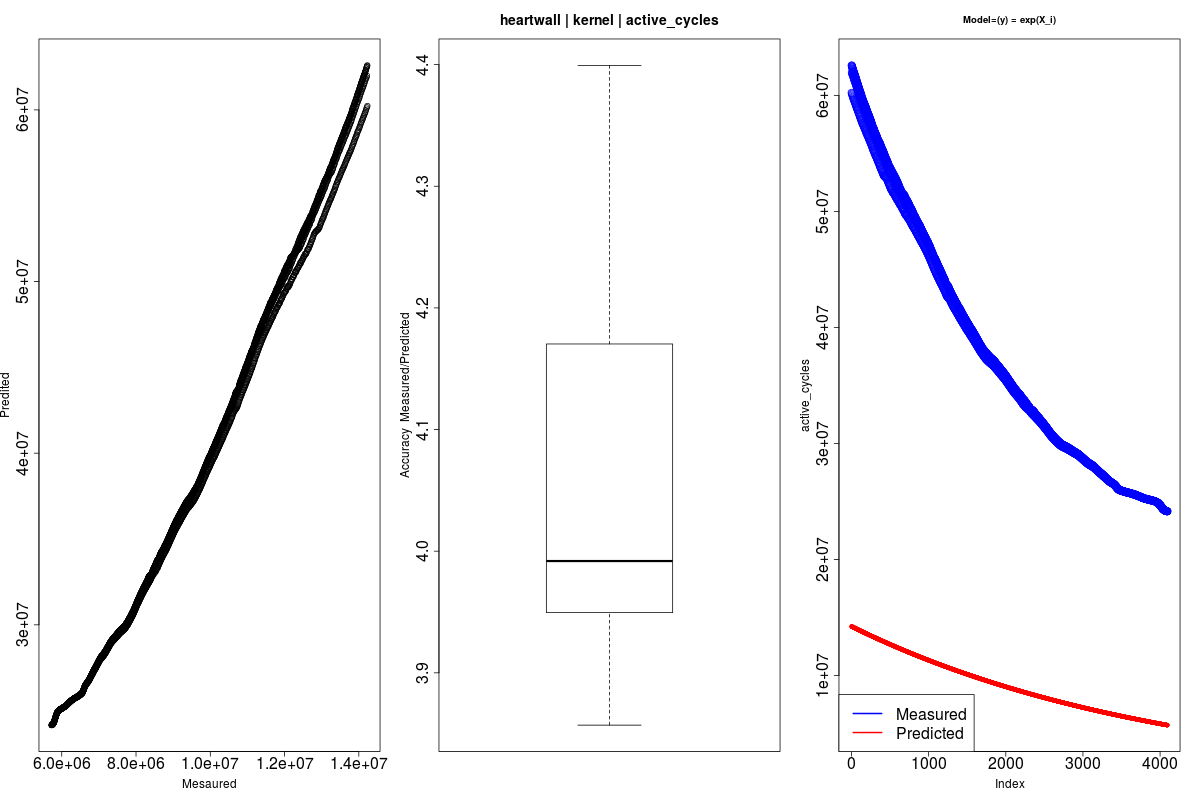 heartwall | kernel | active_cycles
Model=(y) = exp(X_i)
Predited
3e+07
4e+07
5e+07
6e+07
6.0e+06
8.0e+06
1.0e+07
1.2e+07
1.4e+07
Mesaured
Accuracy Measured/Predicted
3.9
4.0
4.1
4.2
4.3
4.4
active_cycles
1e+07
2e+07
3e+07
4e+07
5e+07
6e+07
Measured
Predicted
0
1000
2000
3000
4000
Index